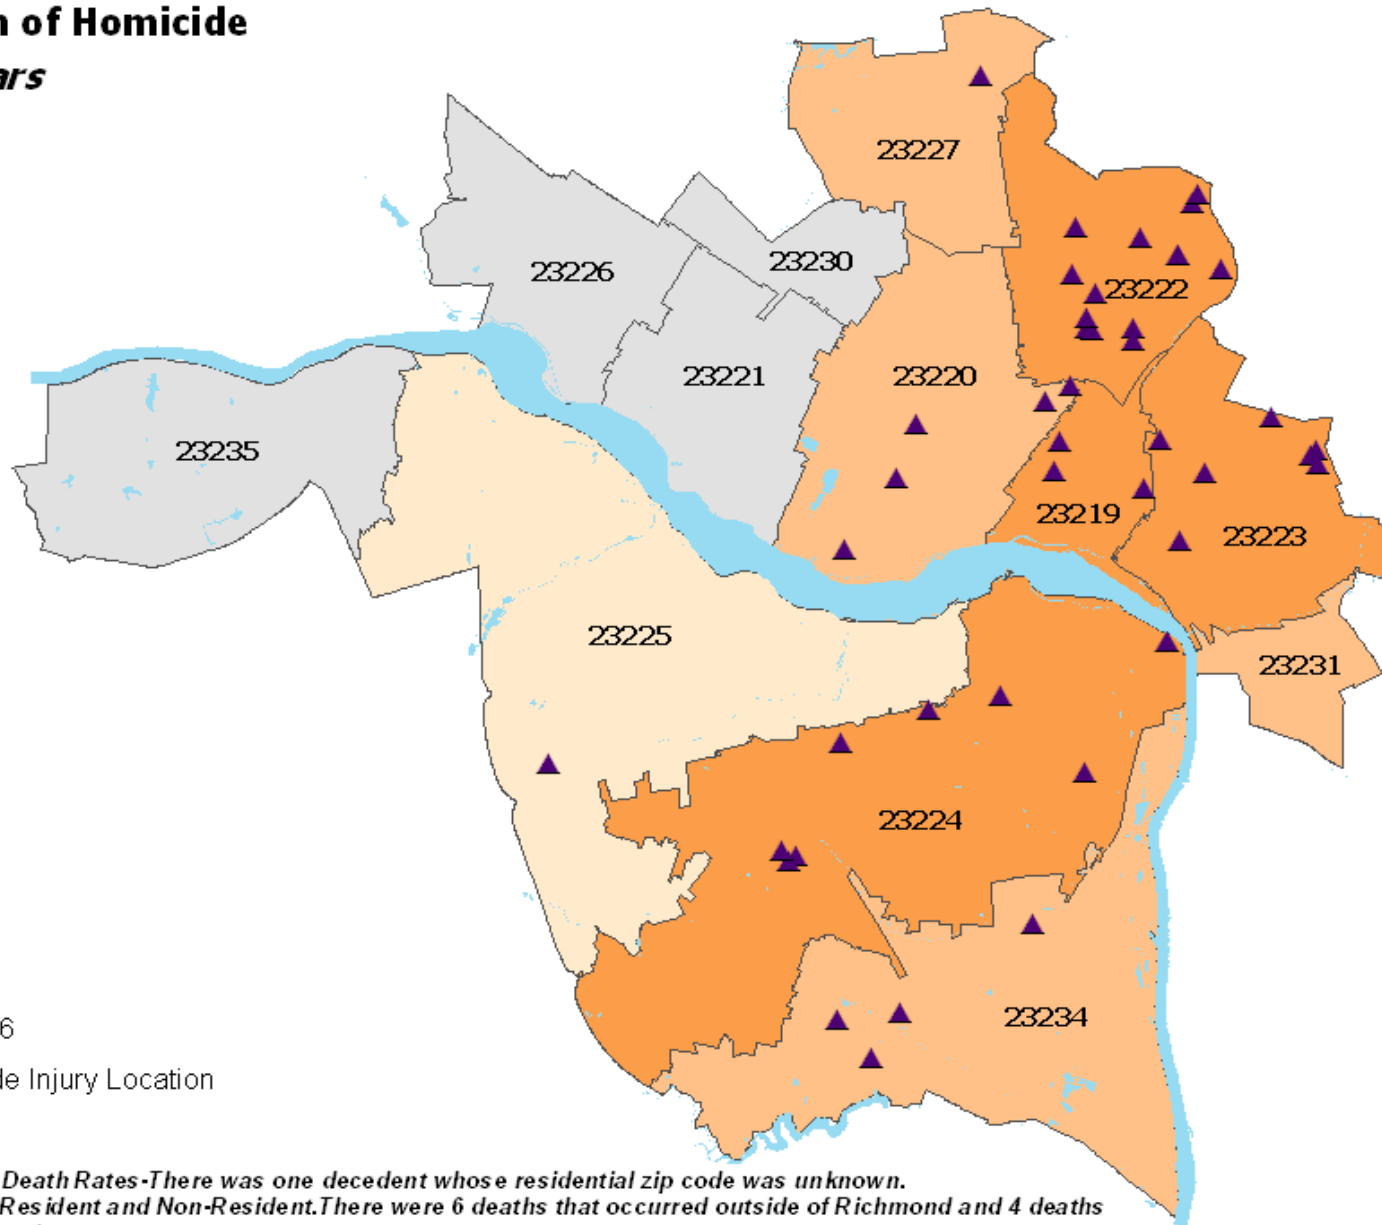 n of Homicide
ars
23227
23222
23230
23226
23221
23220
23235
23219
23223
23225
23231
23224
23234
6
de Injury Location
Death Rates-There was one decedent whose residential zip code was unknown.
Resident and Non-Resident.There were 6 deaths that occurred outside of Richmond and 4 deaths